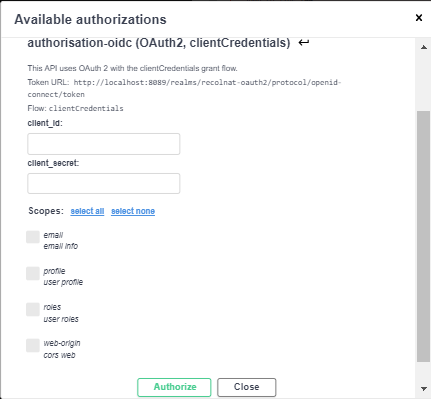 Available authorizations
×
authorisation-oidc (OAuth2, clientCredentials) ↩
This API uses OAuth 2 with the clientCredentials grant flow.
Token URL: http://localhost:8089/realms/recolnat-oauth2/protocol/openid-
connect/token
Flow: clientCredentials
client_id:
client_secret:
Scopes: select all select none
email
email info
profile
user profile
roles
user roles
web-origin
cors web
Authorize Close